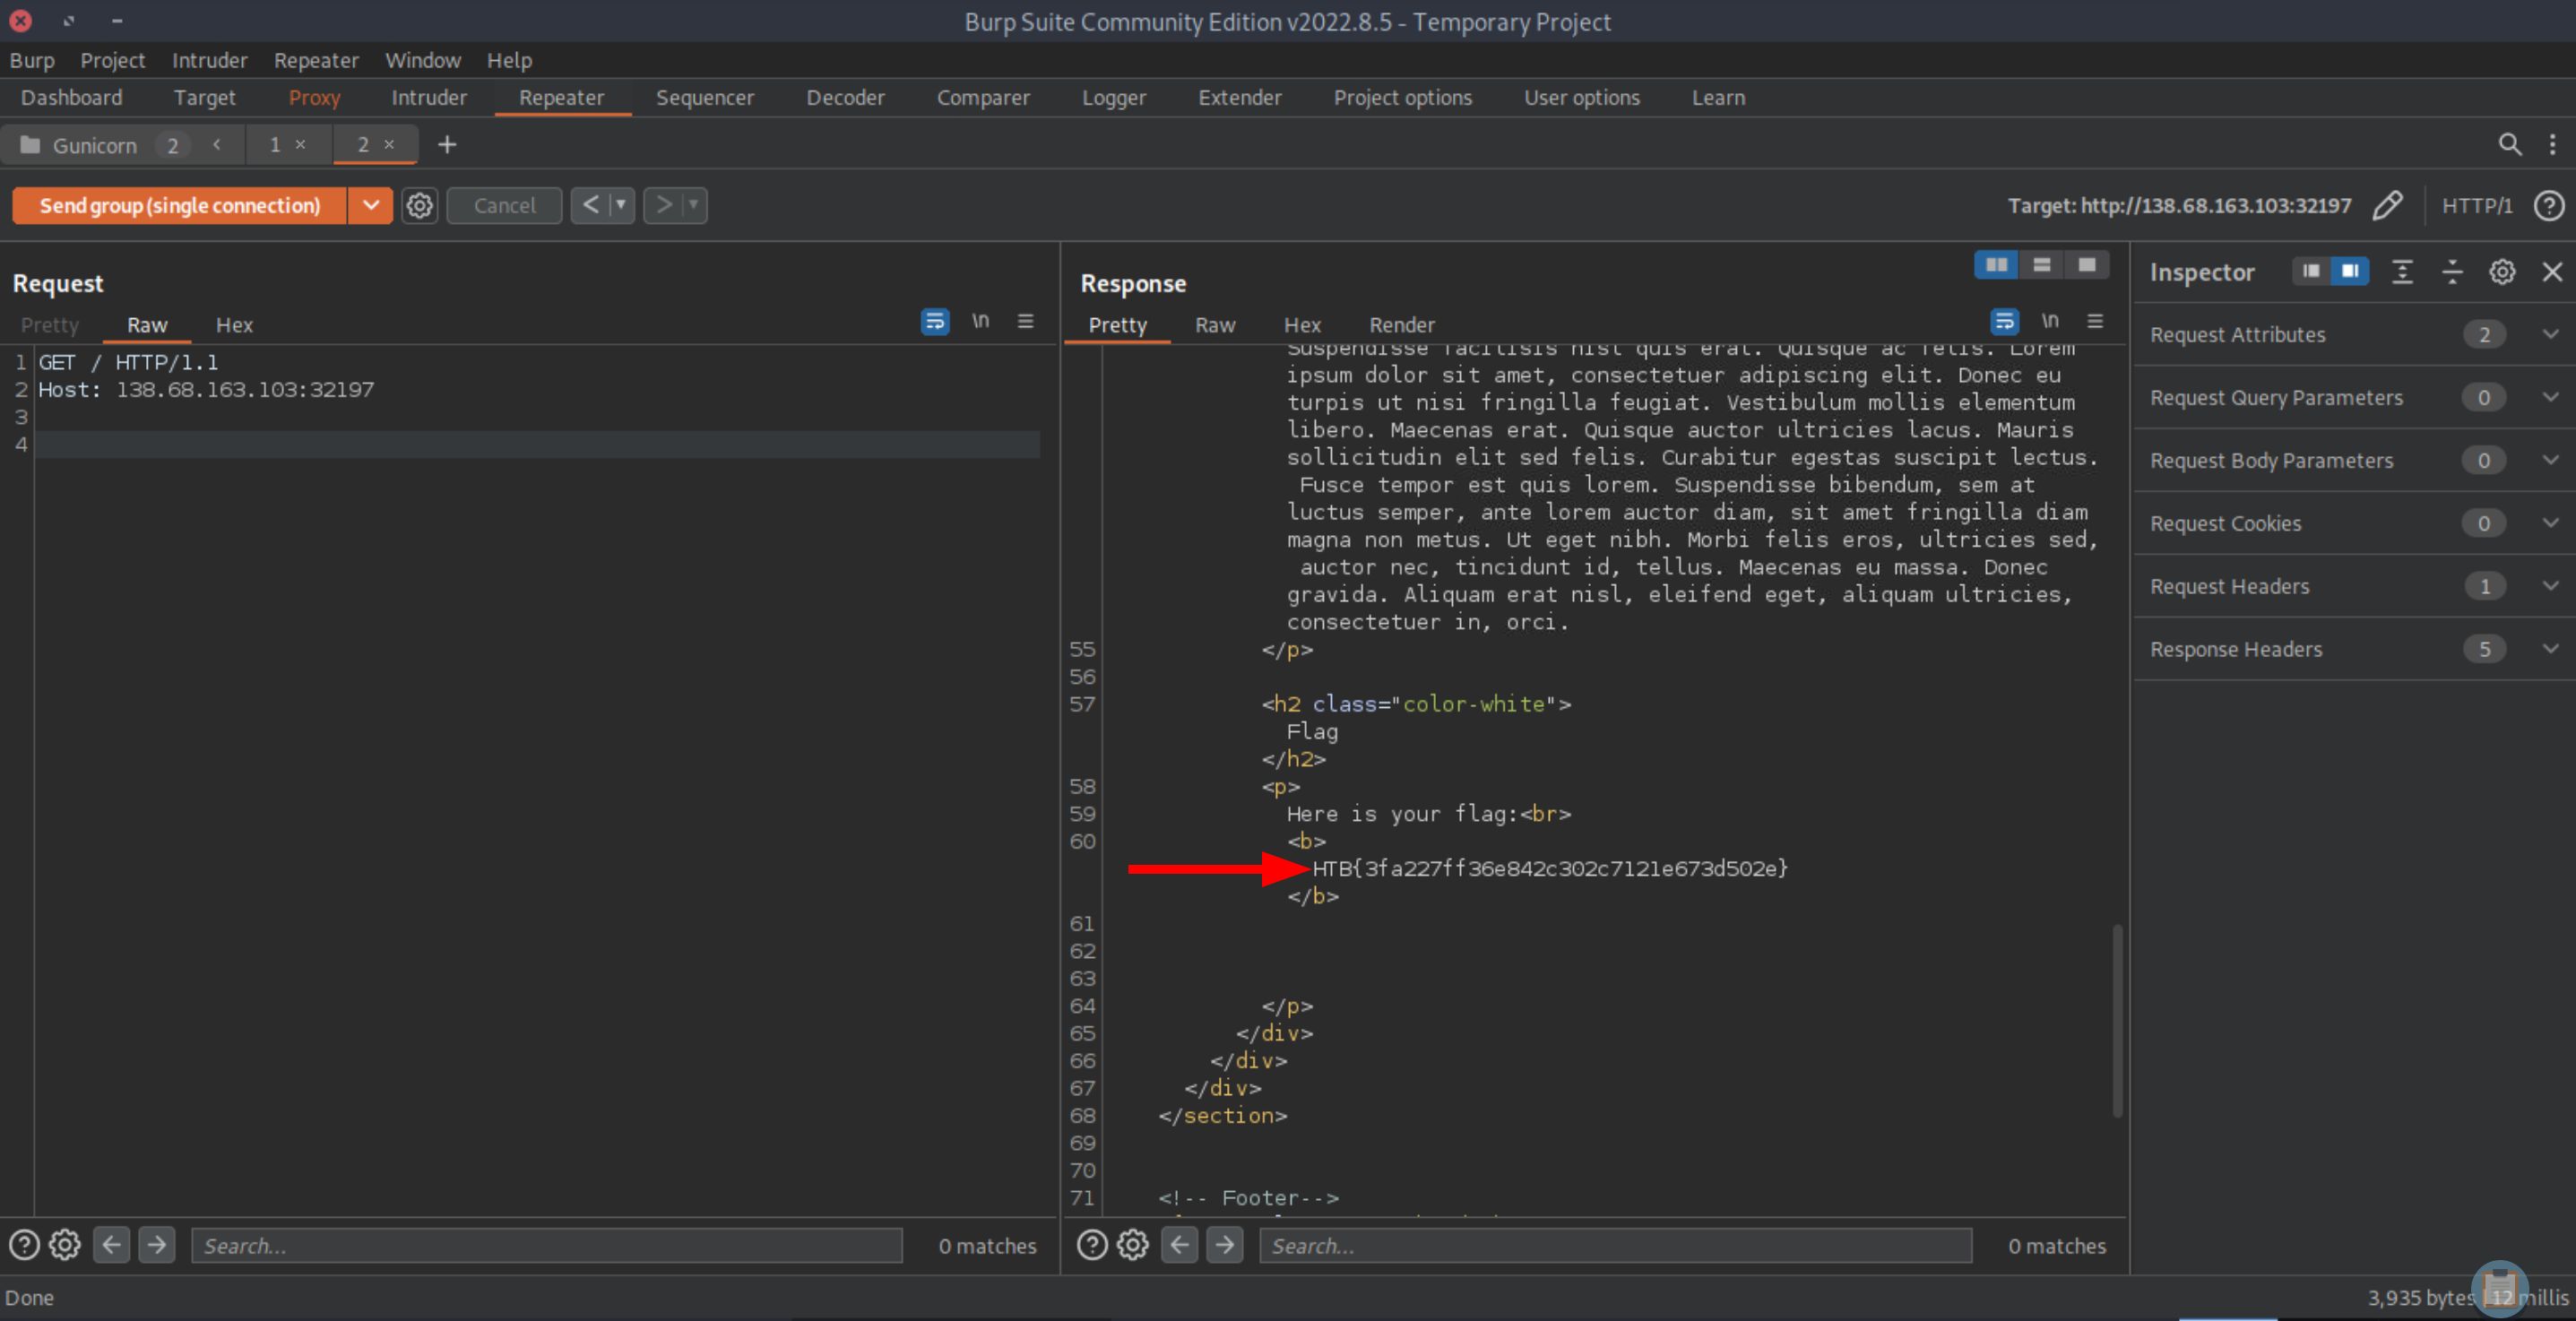 Burp Suite Community Edition v2022.8.5 - Temporary Project
Burp Project Intruder Repeater Window Help
Dashboard Target Proxy Intruder Repeater Sequencer Decoder Comparer Logger Extender Project options User options Learn
Gunicorn 2 < 1 × 2 × +
Send group (single connection) Cancel < > Target: http://138.68.163.103:32197 HTTP/1 ?
Request
Pretty Raw Hex \n
1 GET / HTTP/1.1
2 Host: 138.68.163.103:32197
3
4
? Search... 0 matches
Response
Pretty Raw Hex Render \n
Suspendisse facilisis nisl quis erat. Quisque ac felis. Lorem
ipsum dolor sit amet, consectetuer adipiscing elit. Donec eu
turpis ut nisi fringilla feugiat. Vestibulum mollis elementum
libero. Maecenas erat. Quisque auctor ultricies lacus. Mauris
sollicitudin elit sed felis. Curabitur egestas suscipit lectus.
Fusce tempor est quis lorem. Suspendisse bibendum, sem at
luctus semper, ante lorem auctor diam, sit amet fringilla diam
magna non metus. Ut eget nibh. Morbi felis eros, ultricies sed,
auctor nec, tincidunt id, tellus. Maecenas eu massa. Donec
gravida. Aliquam erat nisl, eleifend eget, aliquam ultricies,
consectetuer in, orci.
55 </p>
56
57 <h2 class="color-white">
Flag
</h2>
58 <p>
59 Here is your flag:<br>
60 <b>
HTB{3fa227ff36e842c302c7121e673d502e}
</b>
61
62
63
64 </p>
65 </div>
66 </div>
67 </div>
68 </section>
69
70
71 <!-- Footer-->
? Search... 0 matches
Inspector
Request Attributes 2
Request Query Parameters 0
Request Body Parameters 0
Request Cookies 0
Request Headers 1
Response Headers 5
Done
3,935 bytes | 12 millis